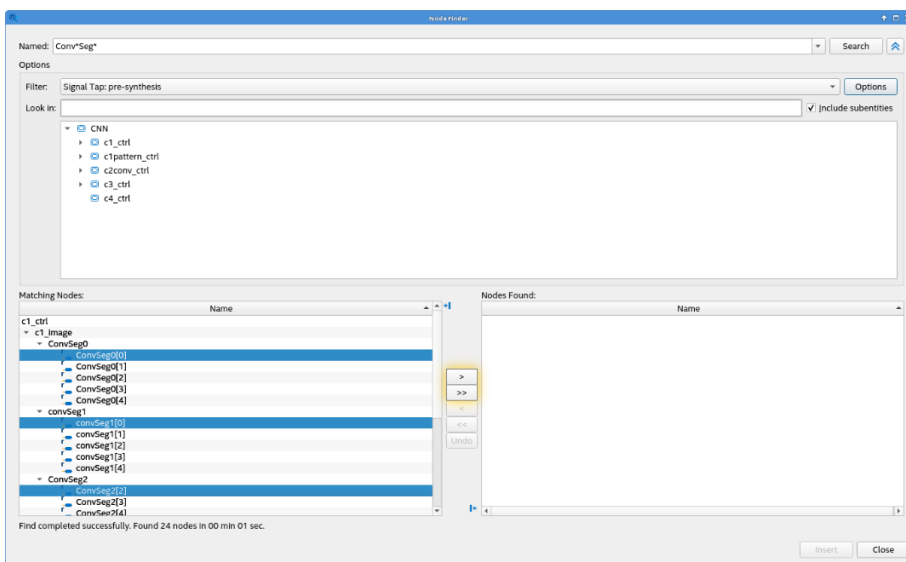 Node Finder
Named: Conv*Seg* Search
Options
Filter: Signal Tap: pre-synthesis Options
Look in: Include subentities
CNN
c1_ctrl
c1pattern_ctrl
c2conv_ctrl
c3_ctrl
c4_ctrl
Matching Nodes: Nodes Found:
Name Name
c1_ctrl
c1_image
ConvSeg0
ConvSeg0[0]
ConvSeg0[1]
ConvSeg0[2]
ConvSeg0[3]
ConvSeg0[4]
convSeg1
convSeg1[0]
convSeg1[1]
convSeg1[2]
convSeg1[3]
convSeg1[4]
ConvSeg2
ConvSeg2[2]
ConvSeg2[3]
ConvSeg2[4]
>
>>
<
<<
Undo
Find completed successfully. Found 24 nodes in 00 min 01 sec.
Insert Close